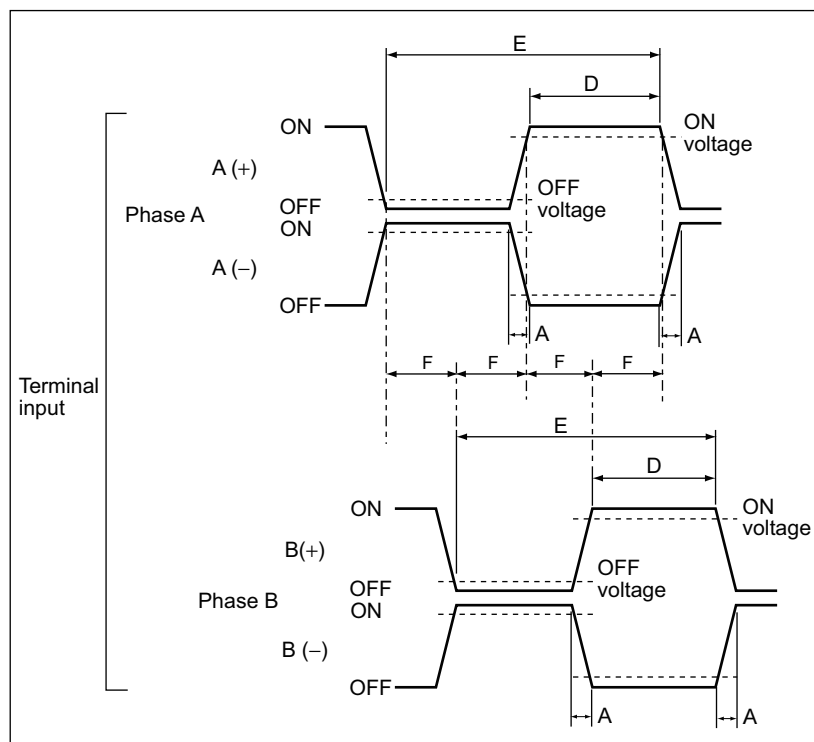 E
D
ON
ON
voltage
A (+)
OFF
voltage
OFF
Phase A
ON
A (−)
OFF
A
A
F F F F
Terminal
input
E
D
ON
ON
voltage
B(+)
OFF
voltage
OFF
Phase B
ON
B (−)
OFF
A
A